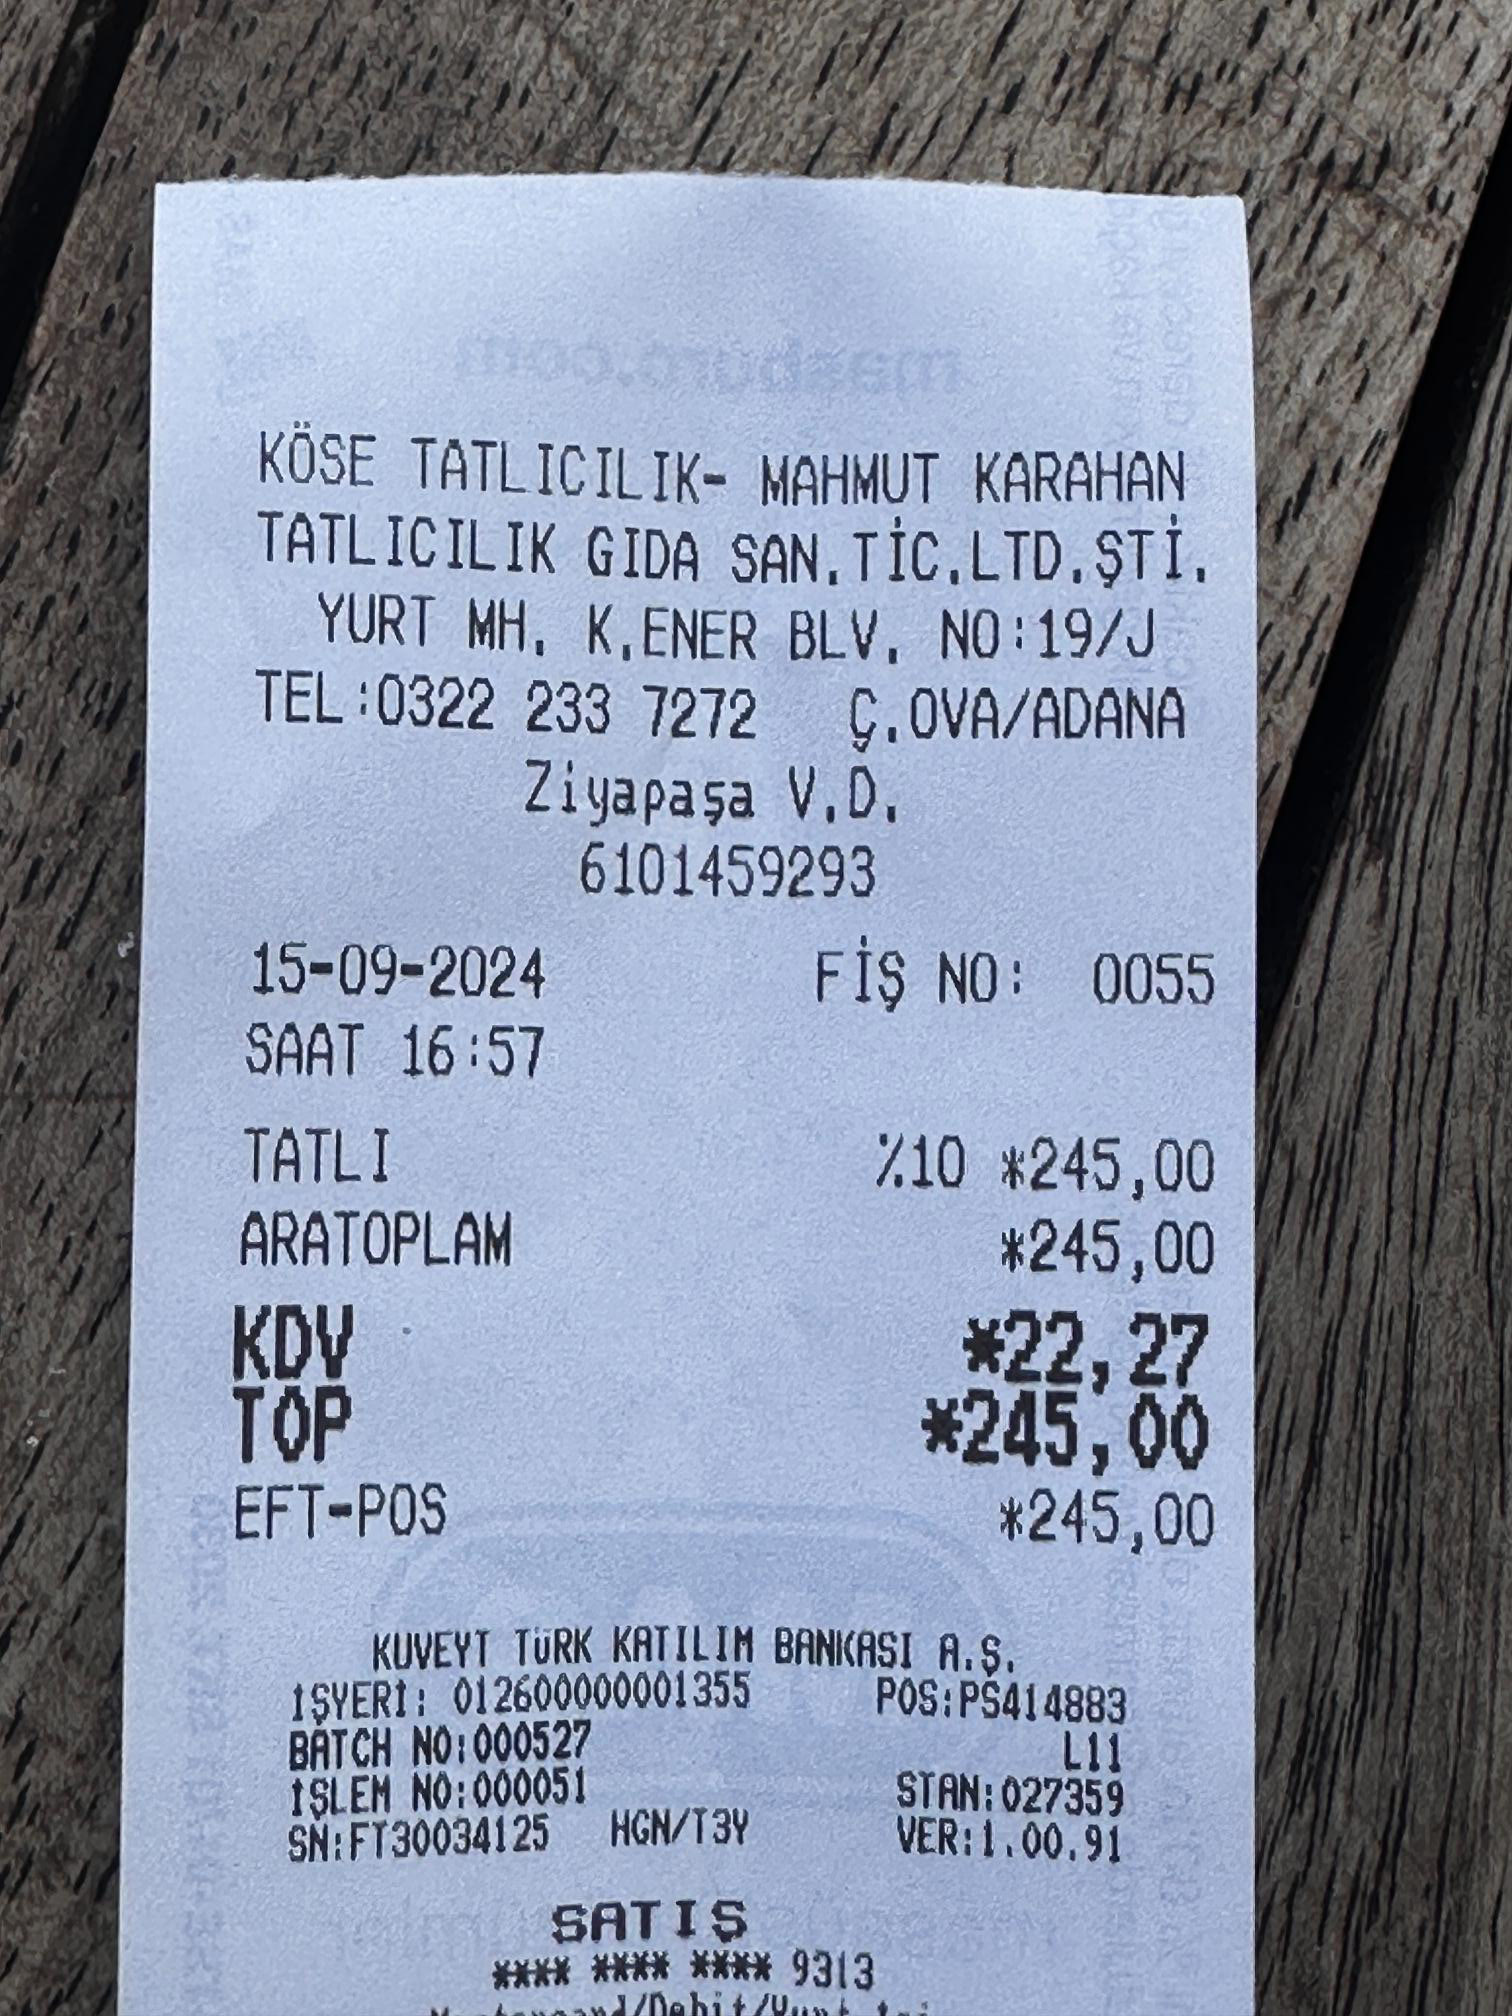 KÖSE TATLICILIK- MAHMUT KARAHAN
TATLICILIK GIDA SAN.TİC.LTD.ŞTİ.
YURT MH. K.ENER BLV. NO:19/J
TEL:0322 233 7272 Ç.OVA/ADANA
Ziyapaşa V.D.
6101459293
15-09-2024 FİŞ NO: 0055
SAAT 16:57
TATLI %10 *245,00
ARATOPLAM *245,00
KDV *22,27
TOP *245,00
EFT-POS *245,00
KUVEYT TÜRK KATILIM BANKASI A.Ş.
İŞYERİ: 012600000001355 POS:PS414883
BATCH NO:000527 L11
İŞLEM NO:000051 STAN:027359
SN:FT30034125 HGN/T3Y VER:1.00.91
SATIŞ
**** **** **** 9313